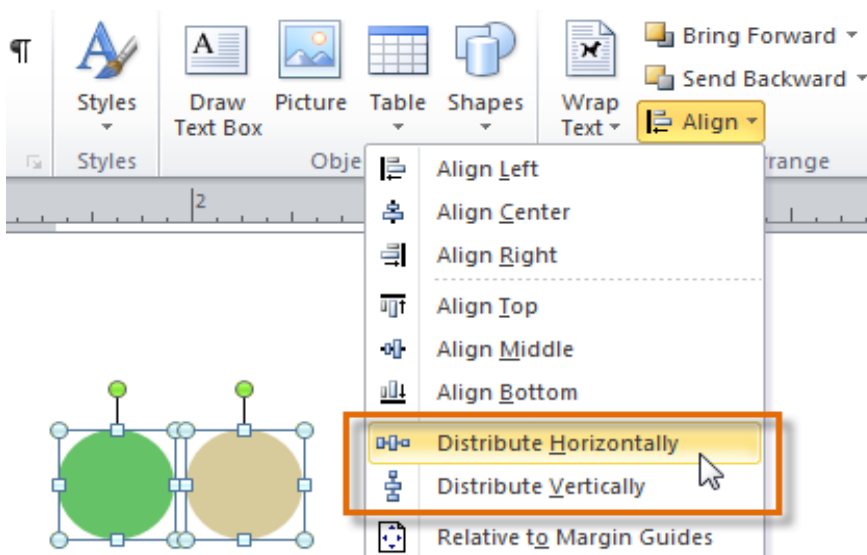 ¶
Styles
Draw
Text Box
Picture
Table
Shapes
Wrap
Text
Bring Forward
Send Backward
Align
Styles
Obje
range
2
Align Left
Align Center
Align Right
Align Top
Align Middle
Align Bottom
Distribute Horizontally
Distribute Vertically
Relative to Margin Guides